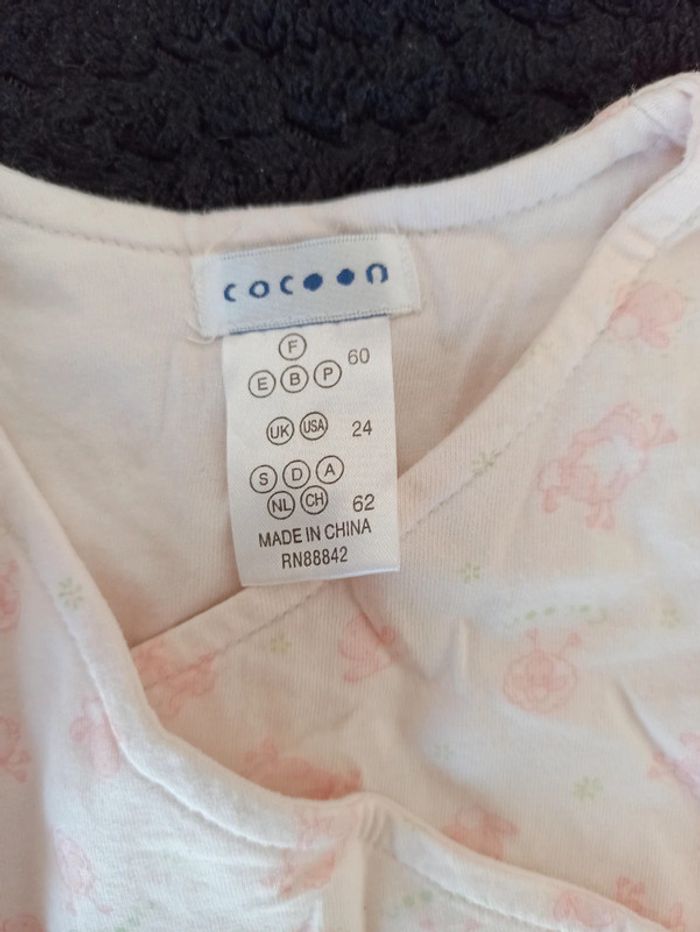 cocoon
F
60
E B P
UK USA 24
S D A
NL CH 62
MADE IN CHINA
RN88842